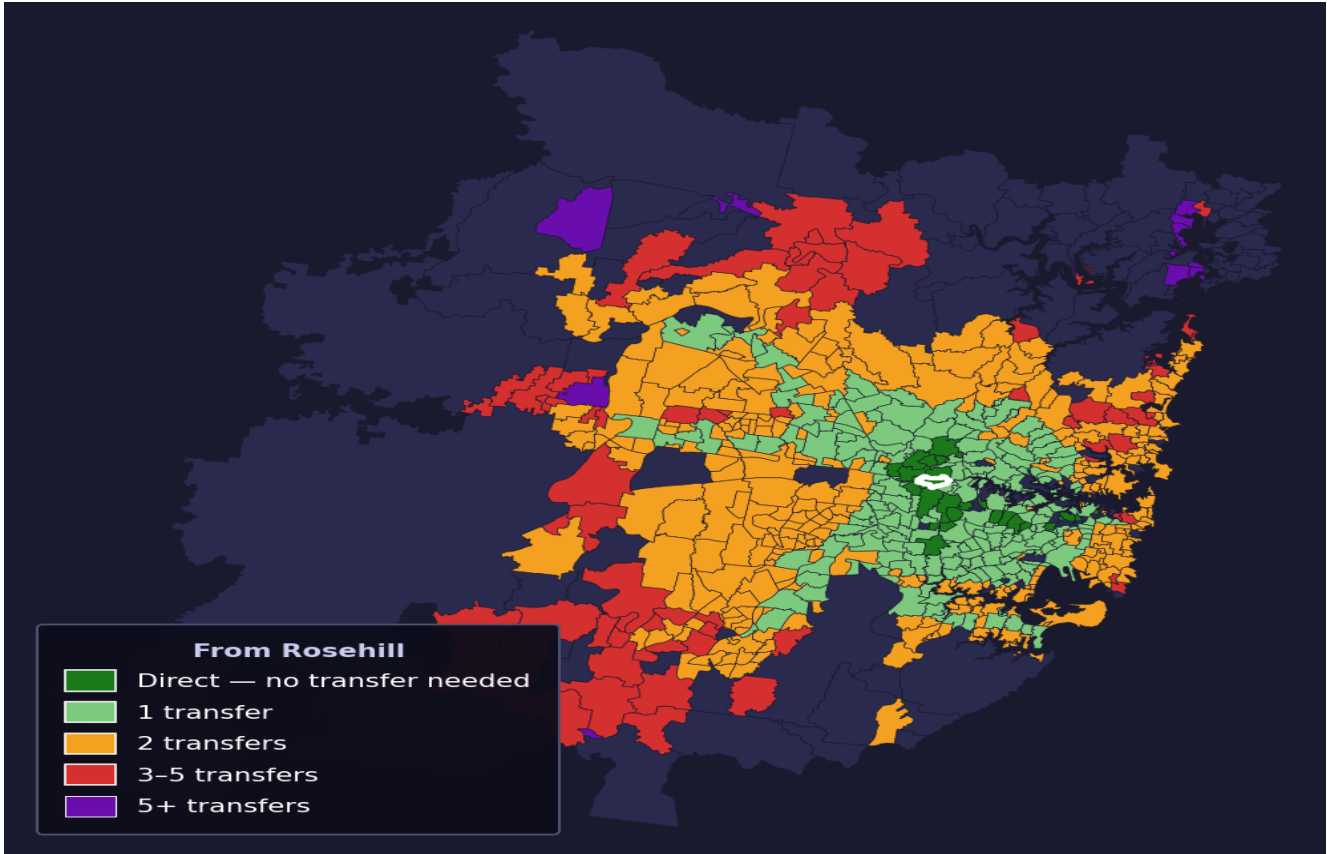 From Rosehill
Direct — no transfer needed
1 transfer
2 transfers
3–5 transfers
5+ transfers